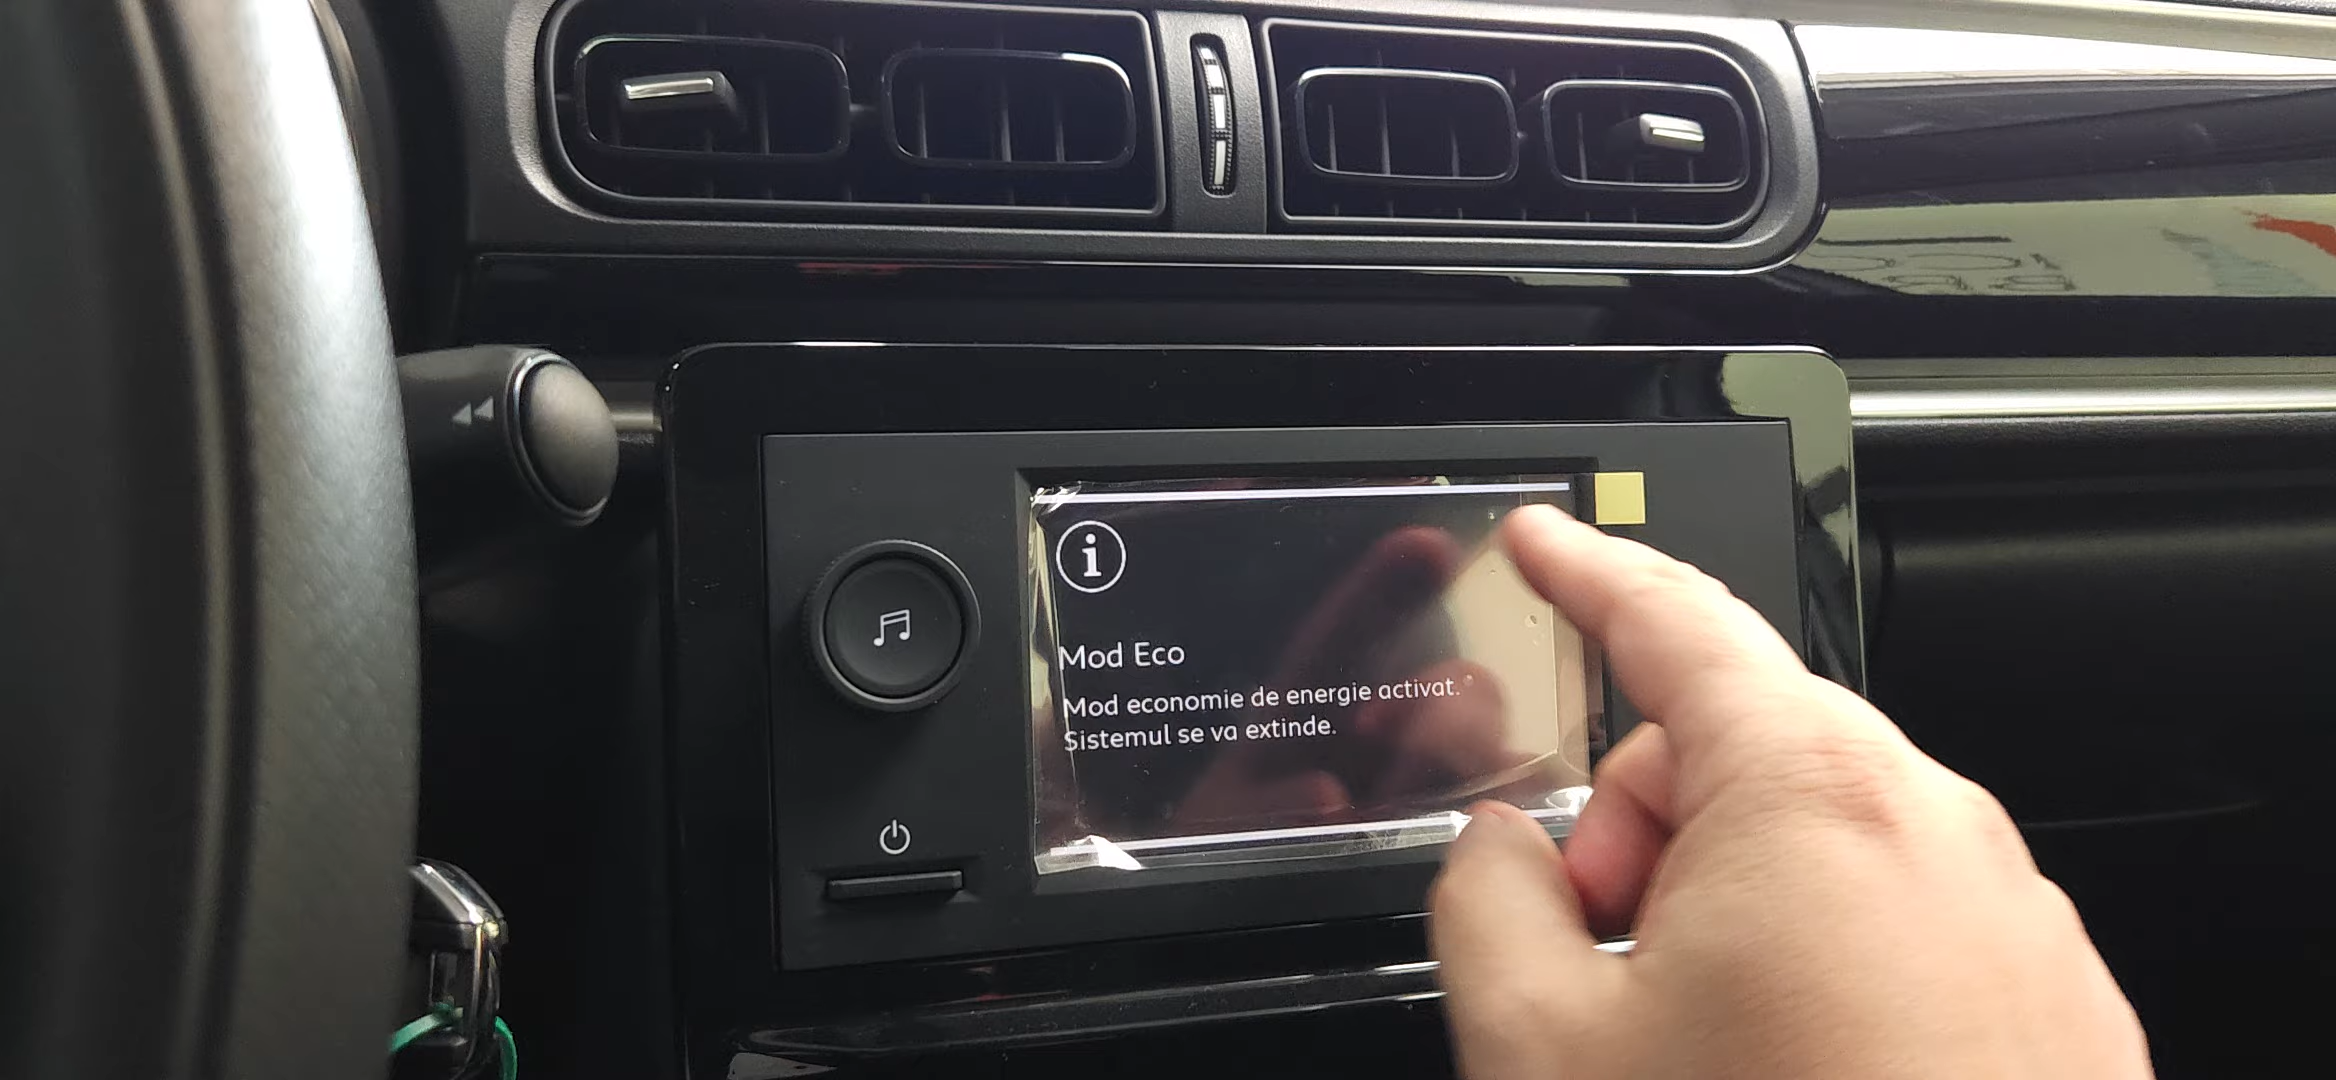 Mod Eco
Mod economie de energie activat.
Sistemul se va extinde.